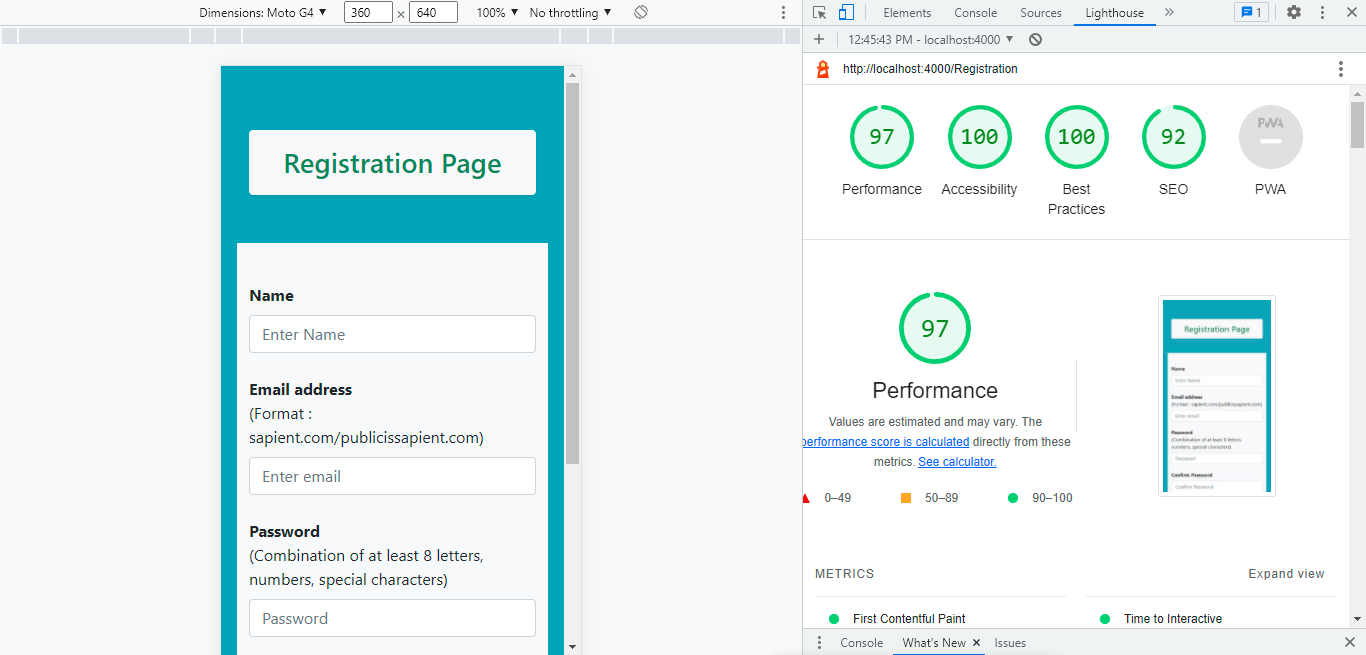 Dimensions: Moto G4 ▼ 360 × 640 100% ▼ No throttling ▼
Elements Console Sources Lighthouse » 1
12:45:43 PM - localhost:4000 ▼
http://localhost:4000/Registration
97 100 100 92 PWA
Performance Accessibility Best Practices SEO PWA
Registration Page
Name
Enter Name
Email address
(Format :
sapient.com/publicissapient.com)
Enter email
Password
(Combination of at least 8 letters,
numbers, special characters)
Password
97
Performance
Values are estimated and may vary. The
performance score is calculated directly from these
metrics. See calculator.
0–49 50–89 90–100
Registration Page
Name
Enter Name
Email address
(Format : sapient.com/publicissapient.com)
Enter email
Password
(Combination of at least 8 letters,
numbers, special characters)
Password
Confirm Password
Confirm Password
METRICS Expand view
First Contentful Paint Time to Interactive
Console What's New × Issues